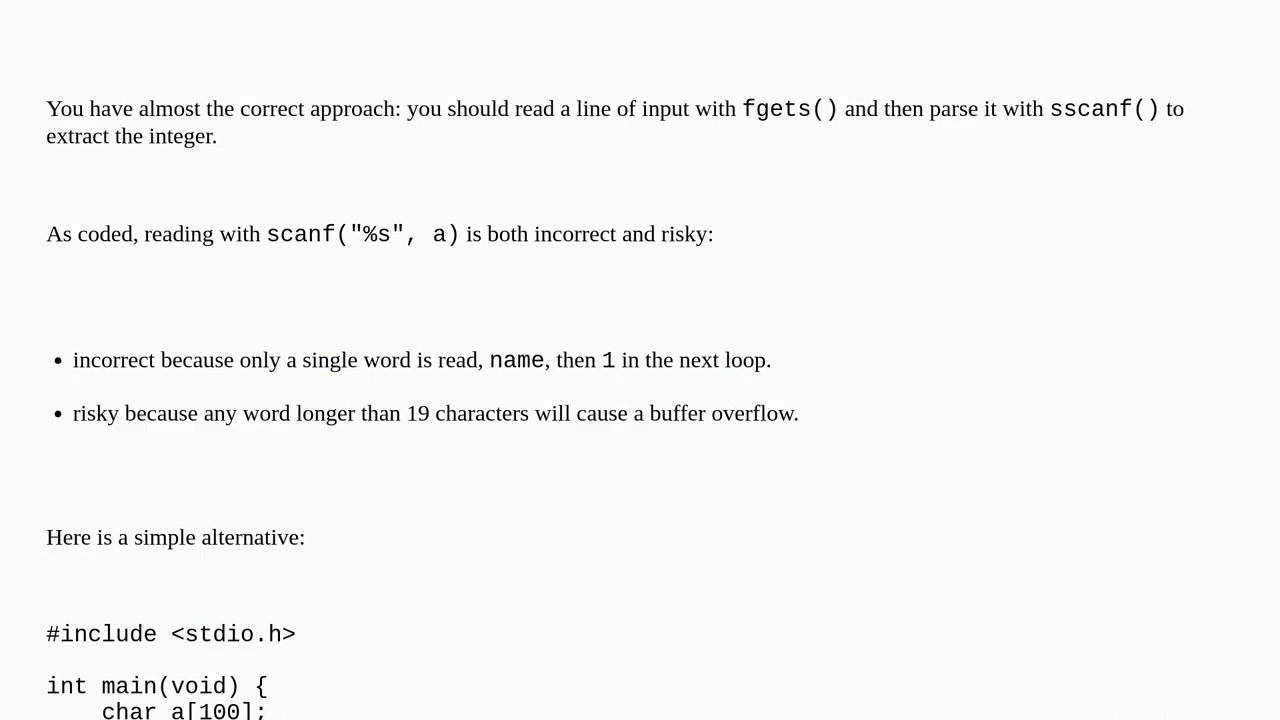 You have almost the correct approach: you should read a line of input with fgets() and then parse it with sscanf() to
extract the integer.
As coded, reading with scanf("%s", a) is both incorrect and risky:
• incorrect because only a single word is read, name, then 1 in the next loop.
• risky because any word longer than 19 characters will cause a buffer overflow.
Here is a simple alternative:
#include <stdio.h>
int main(void) {
    char a[100];